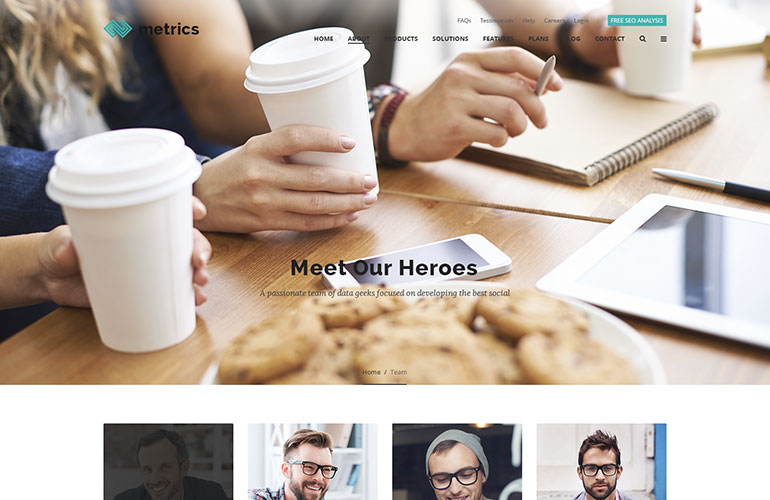 FAQs Testimonials Help Careers Login FREE SEO ANALYSIS
metrics
HOME ABOUT PRODUCTS SOLUTIONS FEATURES PLANS BLOG CONTACT
Meet Our Heroes
A passionate team of data geeks focused on developing the best social
Home / Team